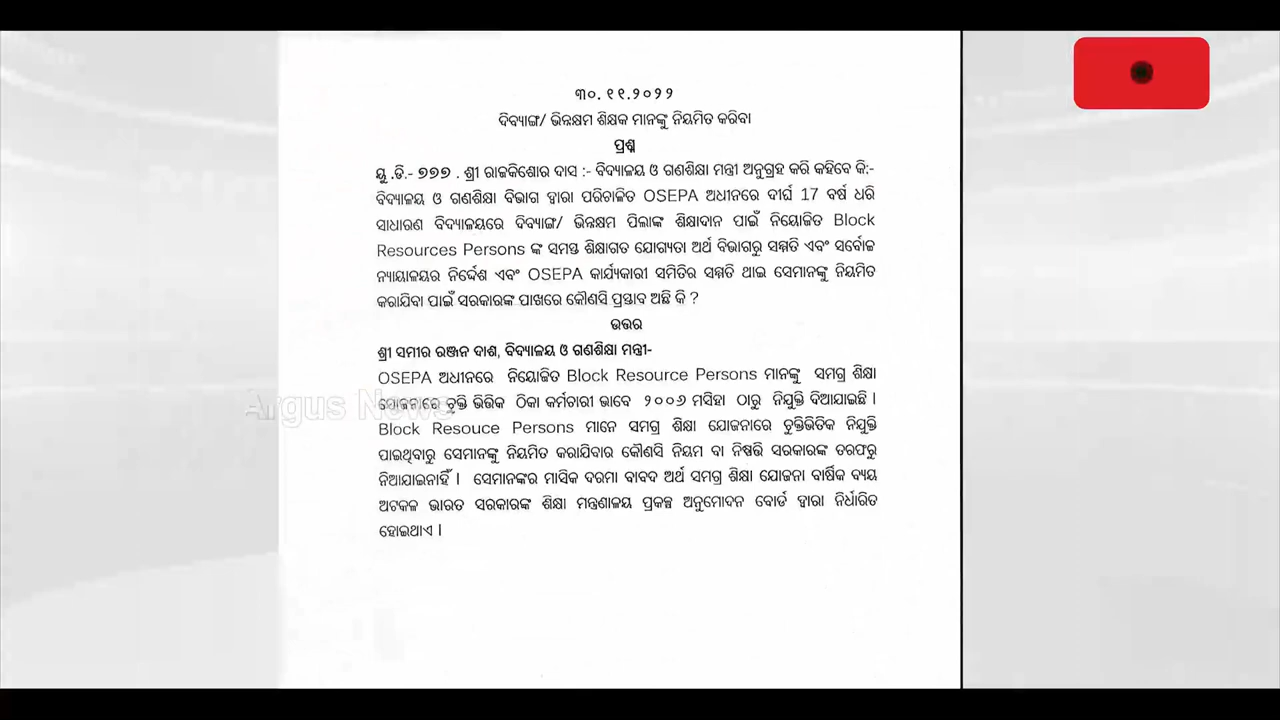 ୩୦.୧୧.୨୦୨୨
ଦିବ୍ୟାଙ୍ଗ/ ଭିନ୍ନକ୍ଷମ ଶିକ୍ଷକ ମାନଙ୍କୁ ନିୟମିତ କରିବା
ପ୍ରଶ୍ନ
ୟୁ.ଡି.- ୭୭୭ . ଶ୍ରୀ ରାଜକିଶୋର ଦାସ :- ବିଦ୍ୟାଳୟ ଓ ଗଣଶିକ୍ଷା ମନ୍ତ୍ରୀ ଅନୁଗ୍ରହ କରି କହିବେ କି:-
ବିଦ୍ୟାଳୟ ଓ ଗଣଶିକ୍ଷା ବିଭାଗ ଦ୍ୱାରା ପରିଚାଳିତ OSEPA ଅଧୀନରେ ଦୀର୍ଘ 17 ବର୍ଷ ଧରି
ସାଧାରଣ ବିଦ୍ୟାଳୟରେ ଦିବ୍ୟାଙ୍ଗ/ ଭିନ୍ନକ୍ଷମ ପିଲାଙ୍କ ଶିକ୍ଷାଦାନ ପାଇଁ ନିୟୋଜିତ Block
Resources Persons ଙ୍କ ସମସ୍ତ ଶିକ୍ଷାଗତ ଯୋଗ୍ୟତା ଅର୍ଥ ବିଭାଗରୁ ସମ୍ମତି ଏବଂ ସର୍ବୋଚ୍ଚ
ନ୍ୟାୟାଳୟର ନିର୍ଦ୍ଦେଶ ଏବଂ OSEPA କାର୍ଯ୍ୟକାରୀ ସମିତିର ସମ୍ମତି ଥାଇ ସେମାନଙ୍କୁ ନିୟମିତ
କରାଯିବା ପାଇଁ ସରକାରଙ୍କ ପାଖରେ କୌଣସି ପ୍ରସ୍ତାବ ଅଛି କି ?
ଉତ୍ତର
ଶ୍ରୀ ସମୀର ରଞ୍ଜନ ଦାଶ, ବିଦ୍ୟାଳୟ ଓ ଗଣଶିକ୍ଷା ମନ୍ତ୍ରୀ-
OSEPA ଅଧୀନରେ ନିୟୋଜିତ Block Resource Persons ମାନଙ୍କୁ ସମଗ୍ର ଶିକ୍ଷା
ଯୋଜନାରେ ଚୁକ୍ତି ଭିତ୍ତିକ ଠିକା କର୍ମଚାରୀ ଭାବେ ୨୦୦୬ ମସିହା ଠାରୁ ନିଯୁକ୍ତି ଦିଆଯାଇଛି ।
Block Resouce Persons ମାନେ ସମଗ୍ର ଶିକ୍ଷା ଯୋଜନାରେ ଚୁକ୍ତିଭିତିକ ନିଯୁକ୍ତି
ପାଇଥିବାରୁ ସେମାନଙ୍କୁ ନିୟମିତ କରାଯିବାର କୌଣସି ନିୟମ ବା ନିଷ୍ପତି ସରକାରଙ୍କ ତରଫରୁ
ନିଆଯାଇନାହିଁ । ସେମାନଙ୍କର ମାସିକ ଦରମା ବାବଦ ଅର୍ଥ ସମଗ୍ର ଶିକ୍ଷା ଯୋଜନା ବାର୍ଷିକ ବ୍ୟୟ
ଅଟକଳ ଭାରତ ସରକାରଙ୍କ ଶିକ୍ଷା ମନ୍ତ୍ରଣାଳୟ ପ୍ରକଳ୍ପ ଅନୁମୋଦନ ବୋର୍ଡ ଦ୍ୱାରା ନିର୍ଧାରିତ
ହୋଇଥାଏ ।
Argus News